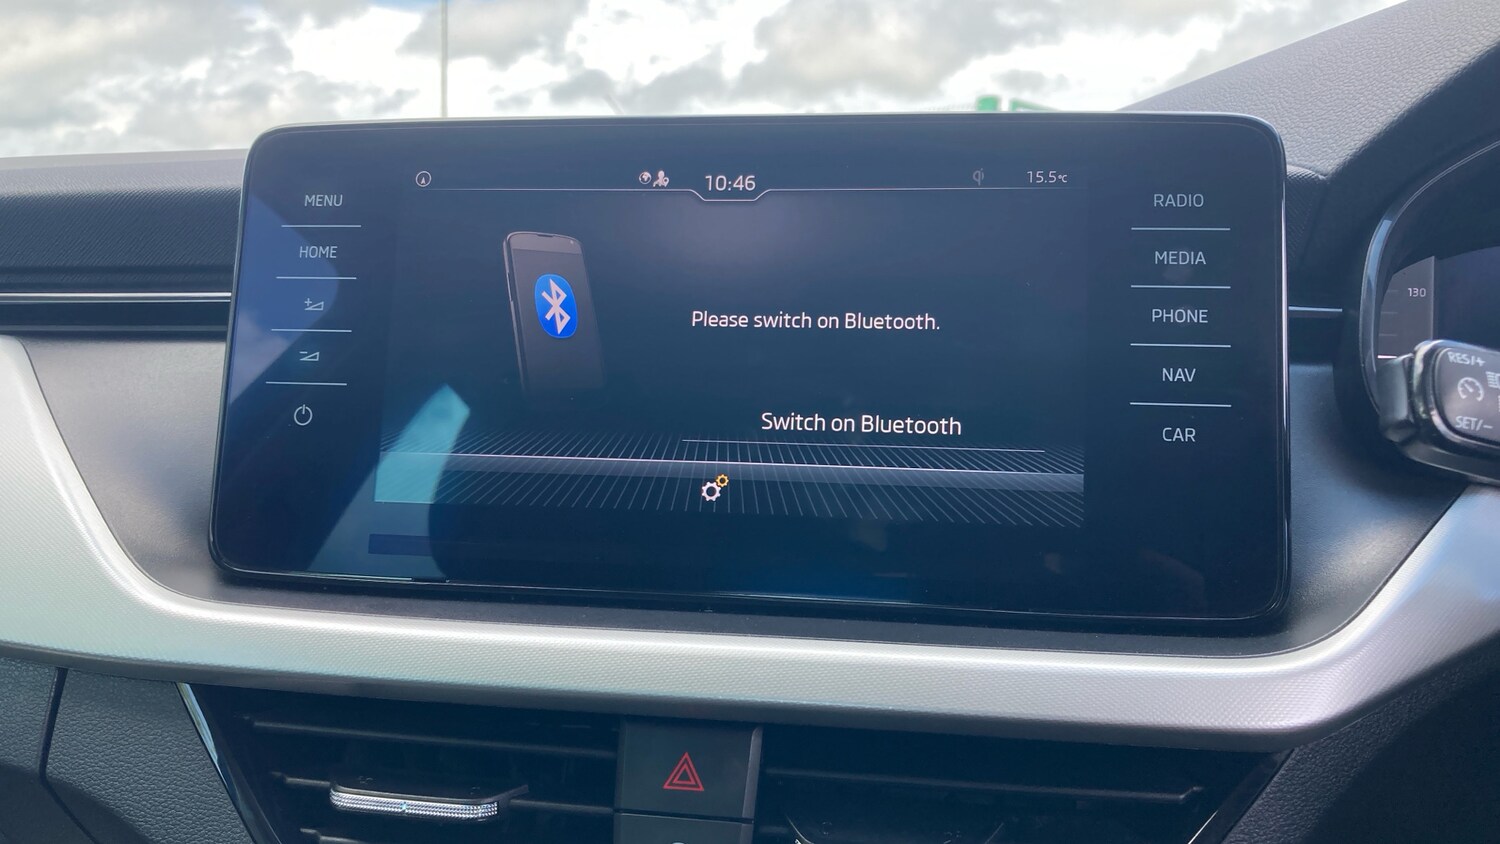 10:46
qi
15.5°C
MENU
HOME
Please switch on Bluetooth.
Switch on Bluetooth
RADIO
MEDIA
PHONE
NAV
CAR
130
RES/+
SET/-